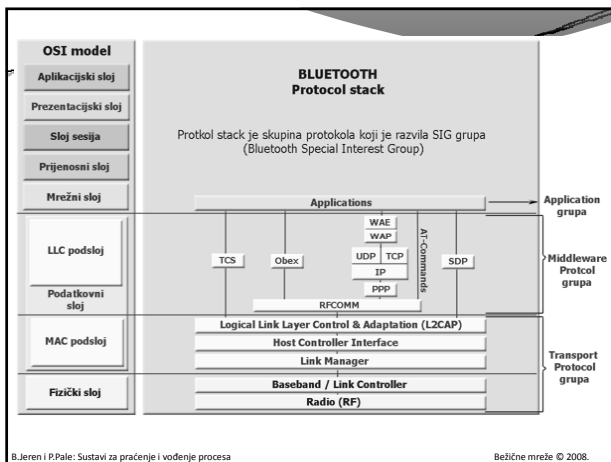 OSI model
Aplikacijski sloj
Prezentacijski sloj
Sloj sesija
Prijenosni sloj
Mrežni sloj
LLC podsloj
Podatkovni
sloj
MAC podsloj
Fizički sloj
BLUETOOTH
Protocol stack
Protkol stack je skupina protokola koji je razvila SIG grupa
(Bluetooth Special Interest Group)
Applications
TCS
Obex
WAE
WAP
UDP
TCP
IP
PPP
AT-Commands
SDP
RFCOMM
Logical Link Layer Control & Adaptation (L2CAP)
Host Controller Interface
Link Manager
Baseband / Link Controller
Radio (RF)
Application
grupa
Middleware
Protcol
grupa
Transport
Protocol
grupa
B.Jeren i P.Pale: Sustavi za praćenje i vođenje procesa
Bežične mreže © 2008.